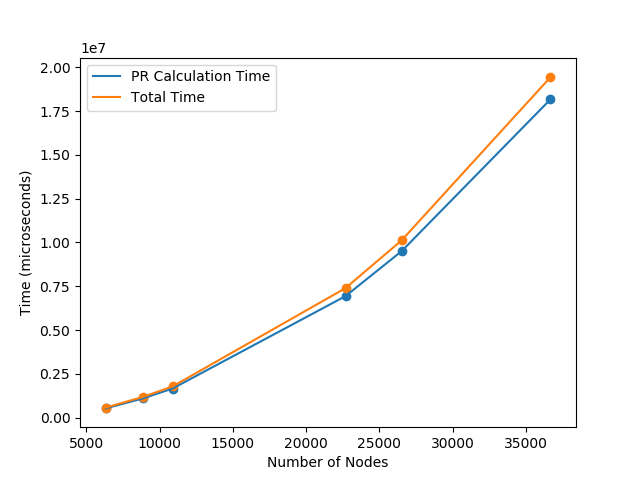 1e7
PR Calculation Time
Total Time
2.00
1.75
1.50
1.25
1.00
0.75
0.50
0.25
0.00
Time (microseconds)
5000 10000 15000 20000 25000 30000 35000
Number of Nodes